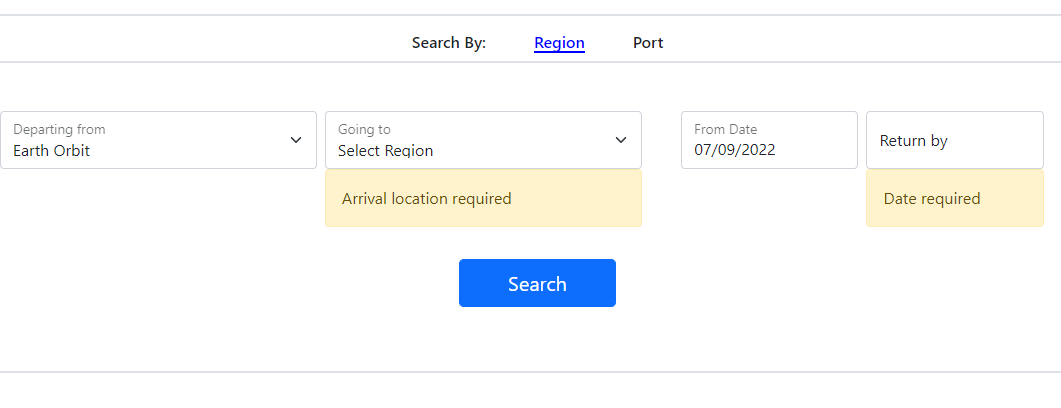 Search By: Region Port
Departing from
Earth Orbit
Going to
Select Region
Arrival location required
From Date
07/09/2022
Return by
Date required
Search